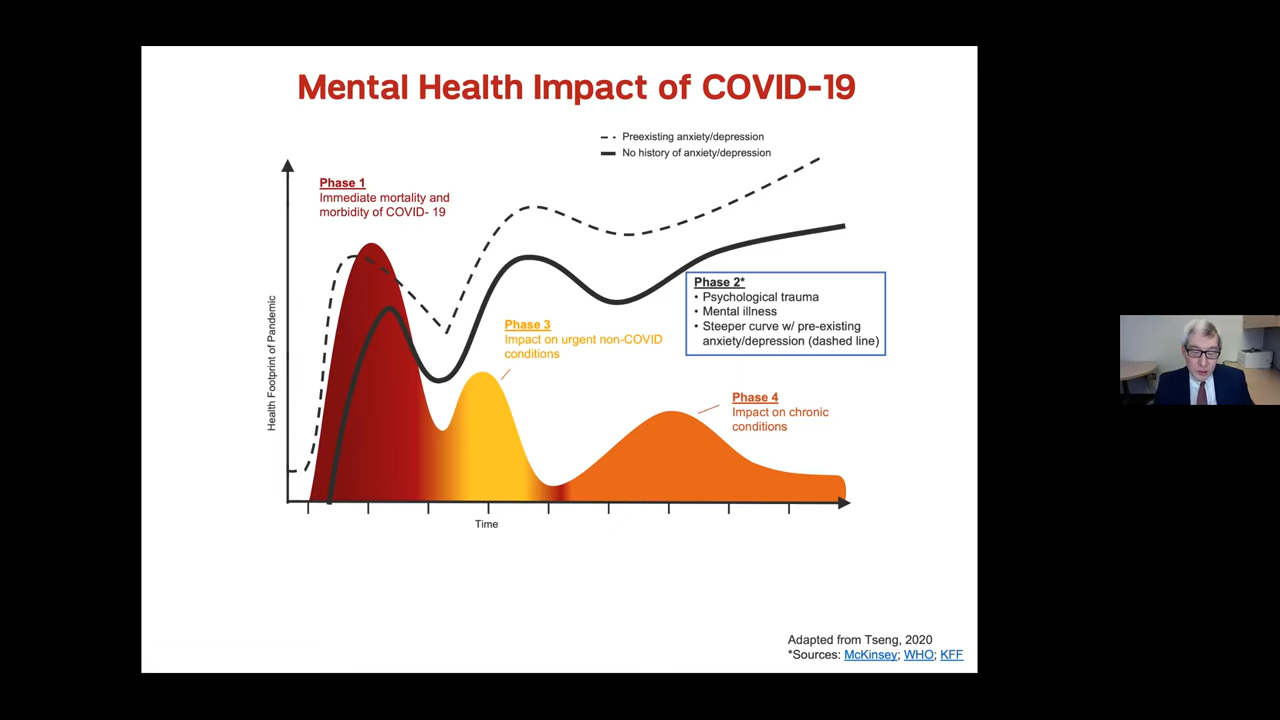 Mental Health Impact of COVID-19
Preexisting anxiety/depression
No history of anxiety/depression
Phase 1
Immediate mortality and
morbidity of COVID- 19
Phase 2*
• Psychological trauma
• Mental illness
• Steeper curve w/ pre-existing
anxiety/depression (dashed line)
Phase 3
Impact on urgent non-COVID
conditions
Phase 4
Impact on chronic
conditions
Health Footprint of Pandemic
Time
Adapted from Tseng, 2020
*Sources: McKinsey; WHO; KFF